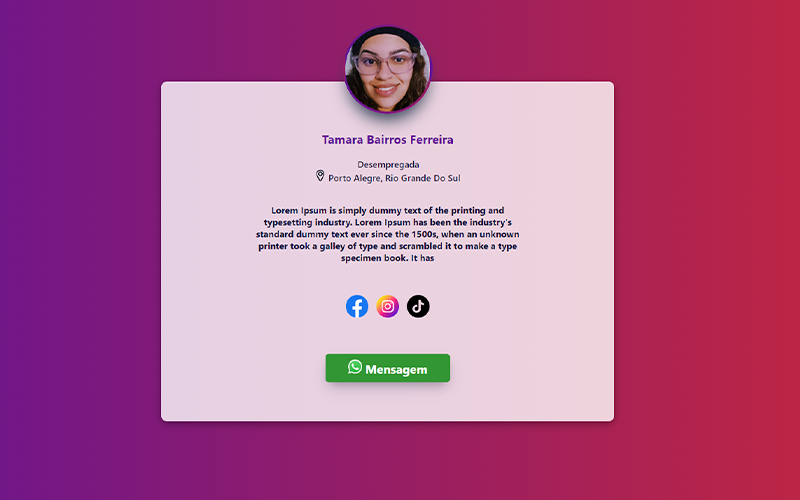 Tamara Bairros Ferreira
Desempregada
Porto Alegre, Rio Grande Do Sul
Lorem Ipsum is simply dummy text of the printing and
typesetting industry. Lorem Ipsum has been the industry's
standard dummy text ever since the 1500s, when an unknown
printer took a galley of type and scrambled it to make a type
specimen book. It has
Mensagem